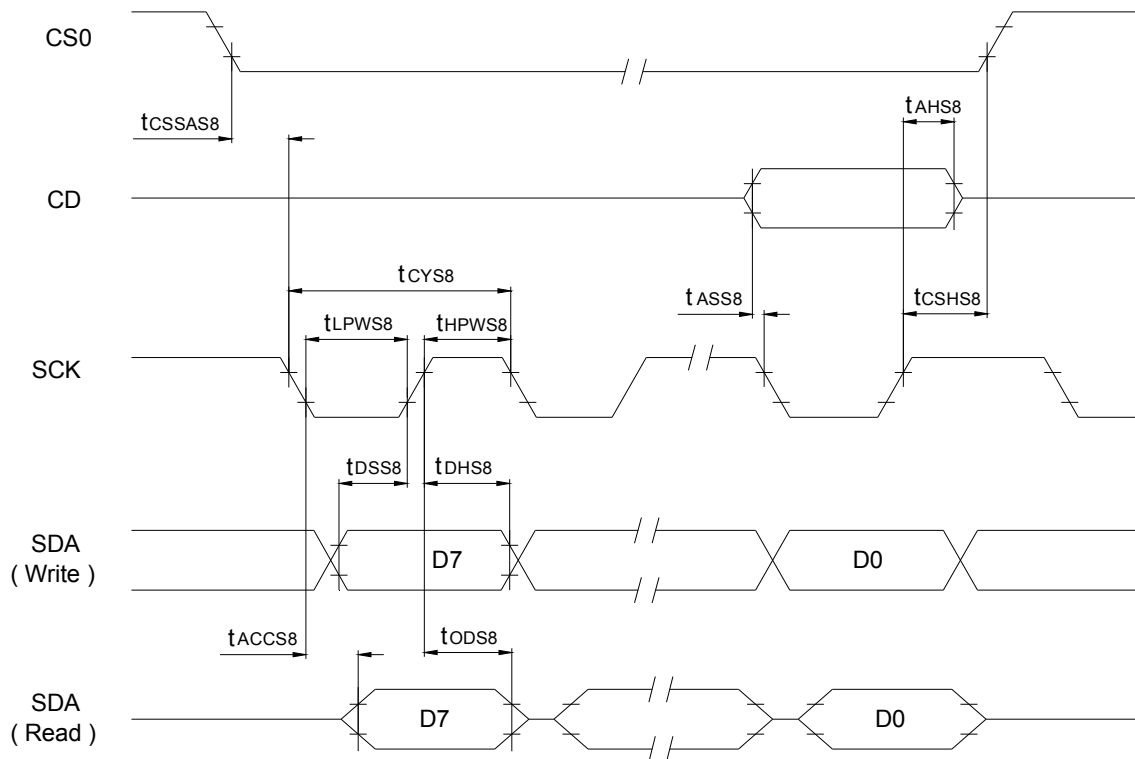 CS0
tCSSAS8
tAHS8
CD
tCYS8
tASS8
tCSHS8
tLPWS8
tHPWS8
SCK
tDSS8
tDHS8
SDA
( Write )
D7
D0
tACCS8
tODS8
SDA
( Read )
D7
D0